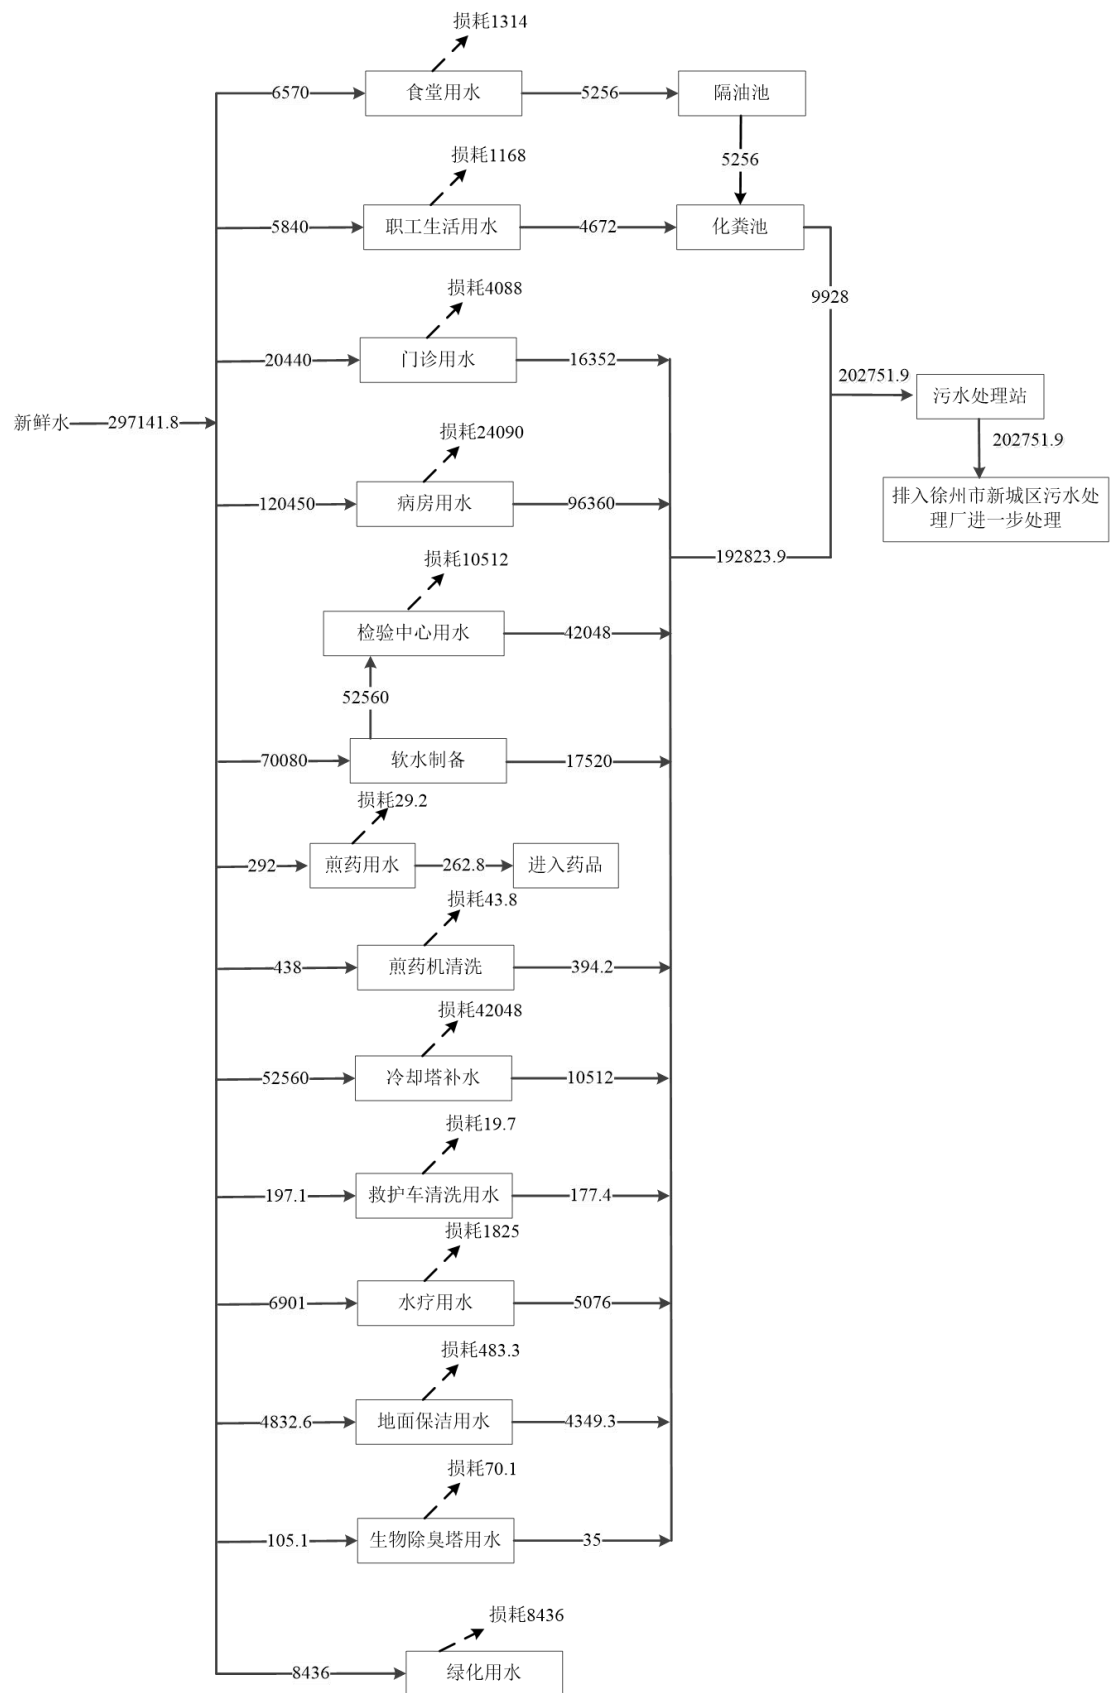 损耗1314
6570
食堂用水
5256
隔油池
5256
损耗1168
5840
职工生活用水
4672
化粪池
9928
损耗4088
20440
门诊用水
16352
202751.9
污水处理站
新鲜水
297141.8
202751.9
损耗24090
120450
病房用水
96360
排入徐州市新城区污水处
理厂进一步处理
192823.9
损耗10512
检验中心用水
42048
52560
70080
软水制备
17520
损耗29.2
292
煎药用水
262.8
进入药品
损耗43.8
438
煎药机清洗
394.2
损耗42048
52560
冷却塔补水
10512
损耗19.7
197.1
救护车清洗用水
177.4
损耗1825
6901
水疗用水
5076
损耗483.3
4832.6
地面保洁用水
4349.3
损耗70.1
105.1
生物除臭塔用水
35
损耗8436
8436
绿化用水